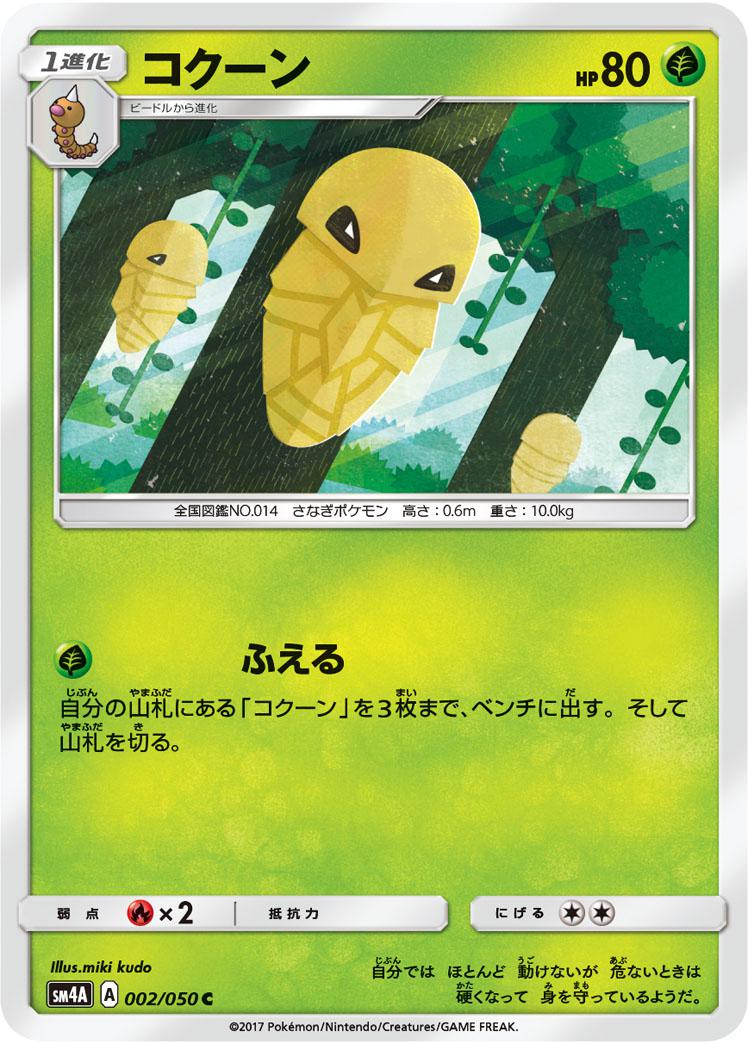 1進化
コクーン
HP80
ビードルから進化
全国図鑑NO.014 さなぎポケモン 高さ：0.6m 重さ：10.0kg
ふえる
自分の山札にある「コクーン」を3枚まで、ベンチに出す。そして
山札を切る。
弱点 ×2 抵抗力 にげる
Illus.miki kudo
自分では ほとんど 動けないが 危ないときは
硬くなって 身を守っているようだ。
SM4A A 002/050 C
©2017 Pokémon/Nintendo/Creatures/GAME FREAK.